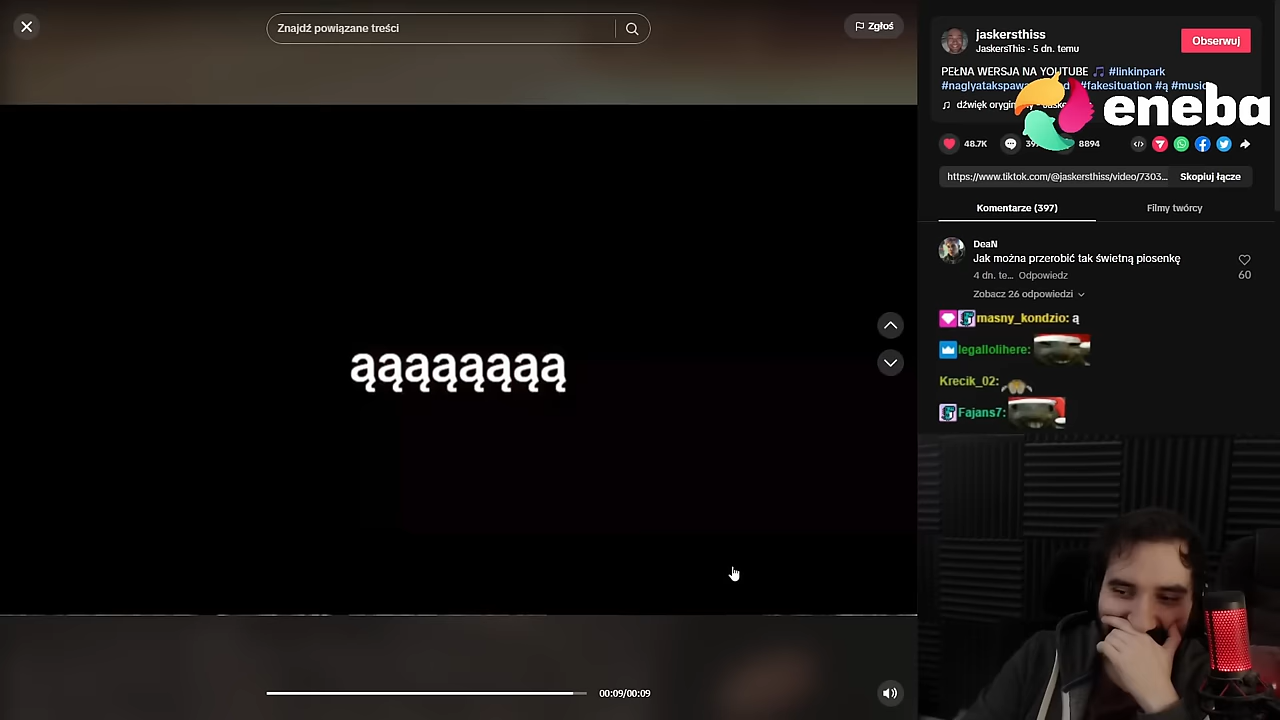 Znajdź powiązane treści
Zgłoś
jaskersthiss
JaskersThis · 5 dn. temu
Obserwuj
PEŁNA WERSJA NA YOUTUBE 🎵 #linkinpark
#fakesituation #ą #music
eneba
dźwięk
48.7K
8894
https://www.tiktok.com/@jaskersthiss/video/7303...
Skopiuj łącze
Komentarze (397)
Filmy twórcy
DeaN
Jak można przerobić tak świetną piosenkę
4 dn. te... Odpowiedz
60
Zobacz 26 odpowiedzi
masny_kondzio: ą
legallolihere:
Krecik_02:
Fajans7:
ąąąąąąąą
00:09/00:09